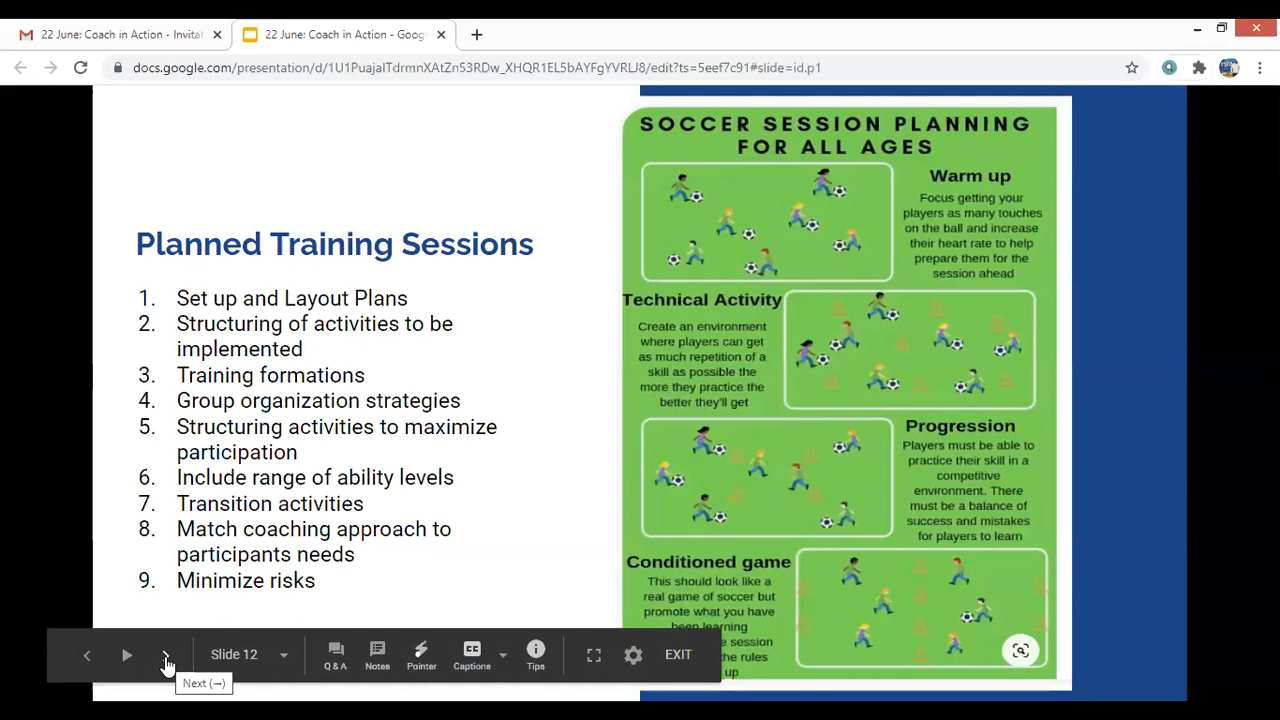 22 June: Coach in Action - Invitat
22 June: Coach in Action - Goog
docs.google.com/presentation/d/1U1PuajaITdrmnXAtZn53RDw_XHQR1EL5bAYFgYVRLJ8/edit?ts=5eef7c91#slide=id.p1
Planned Training Sessions
1. Set up and Layout Plans
2. Structuring of activities to be
implemented
3. Training formations
4. Group organization strategies
5. Structuring activities to maximize
participation
6. Include range of ability levels
7. Transition activities
8. Match coaching approach to
participants needs
9. Minimize risks
SOCCER SESSION PLANNING
FOR ALL AGES
Warm up
Focus getting your
players as many touches
on the ball and increase
their heart rate to help
prepare them for the
session ahead
Technical Activity
Create an environment
where players can get
as much repetition of a
skill as possible the
more they practice the
better they'll get
Progression
Players must be able to
practice their skill in a
competitive
environment. There
must be a balance of
success and mistakes
for players to learn
Conditioned game
This should look like a
real game of soccer but
promote what you have
been learning
session
the rules
up
Slide 12
Q & A
Notes
Pointer
CC
Captions
Tips
EXIT
Next (→)